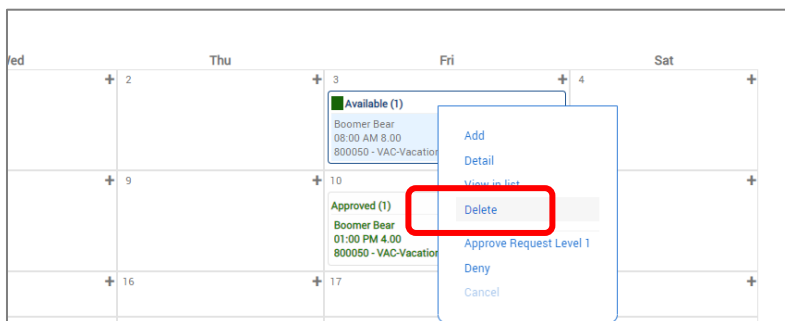 Wed Thu Fri Sat
2 3 4
Available (1)
Boomer Bear
08:00 AM 8.00
800050 - VAC-Vacation
Add
Detail
View in list
Delete
Approve Request Level 1
Deny
Cancel
9 10
Approved (1)
Boomer Bear
01:00 PM 4.00
800050 - VAC-Vacation
16 17